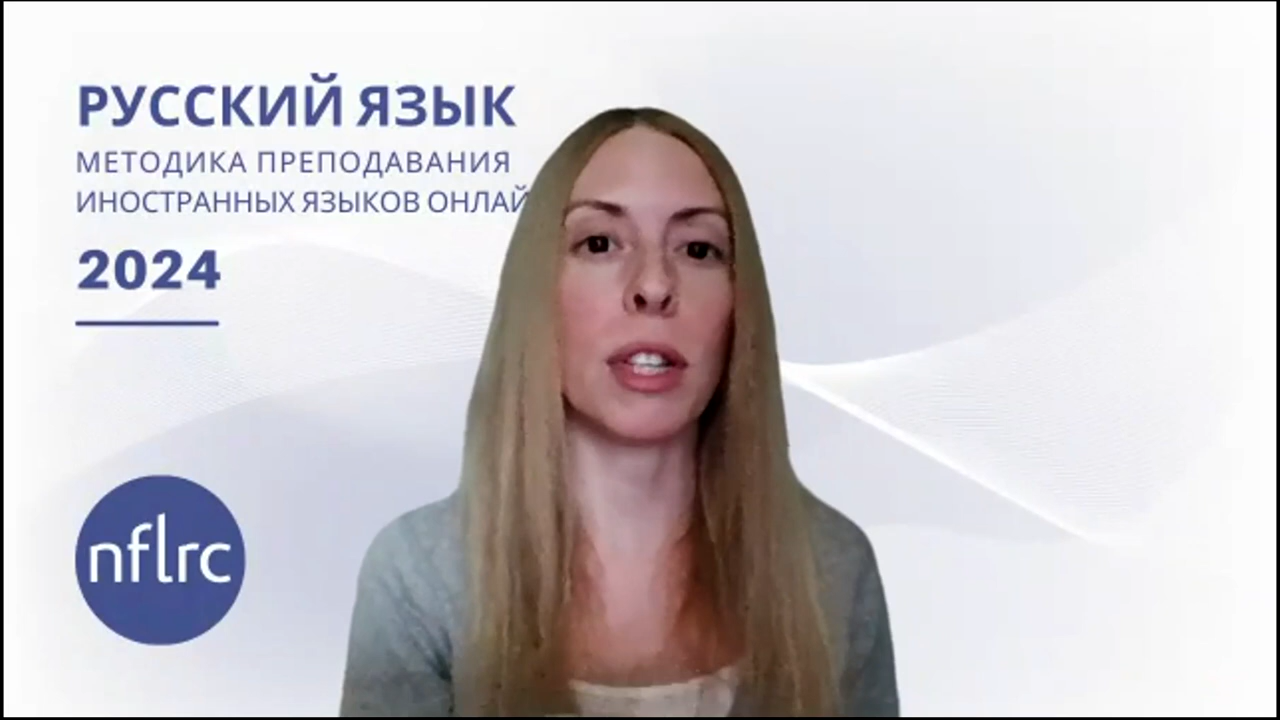 РУССКИЙ ЯЗЫК
МЕТОДИКА ПРЕПОДАВАНИЯ
ИНОСТРАННЫХ ЯЗЫКОВ ОНЛАЙ
2024
nflrc